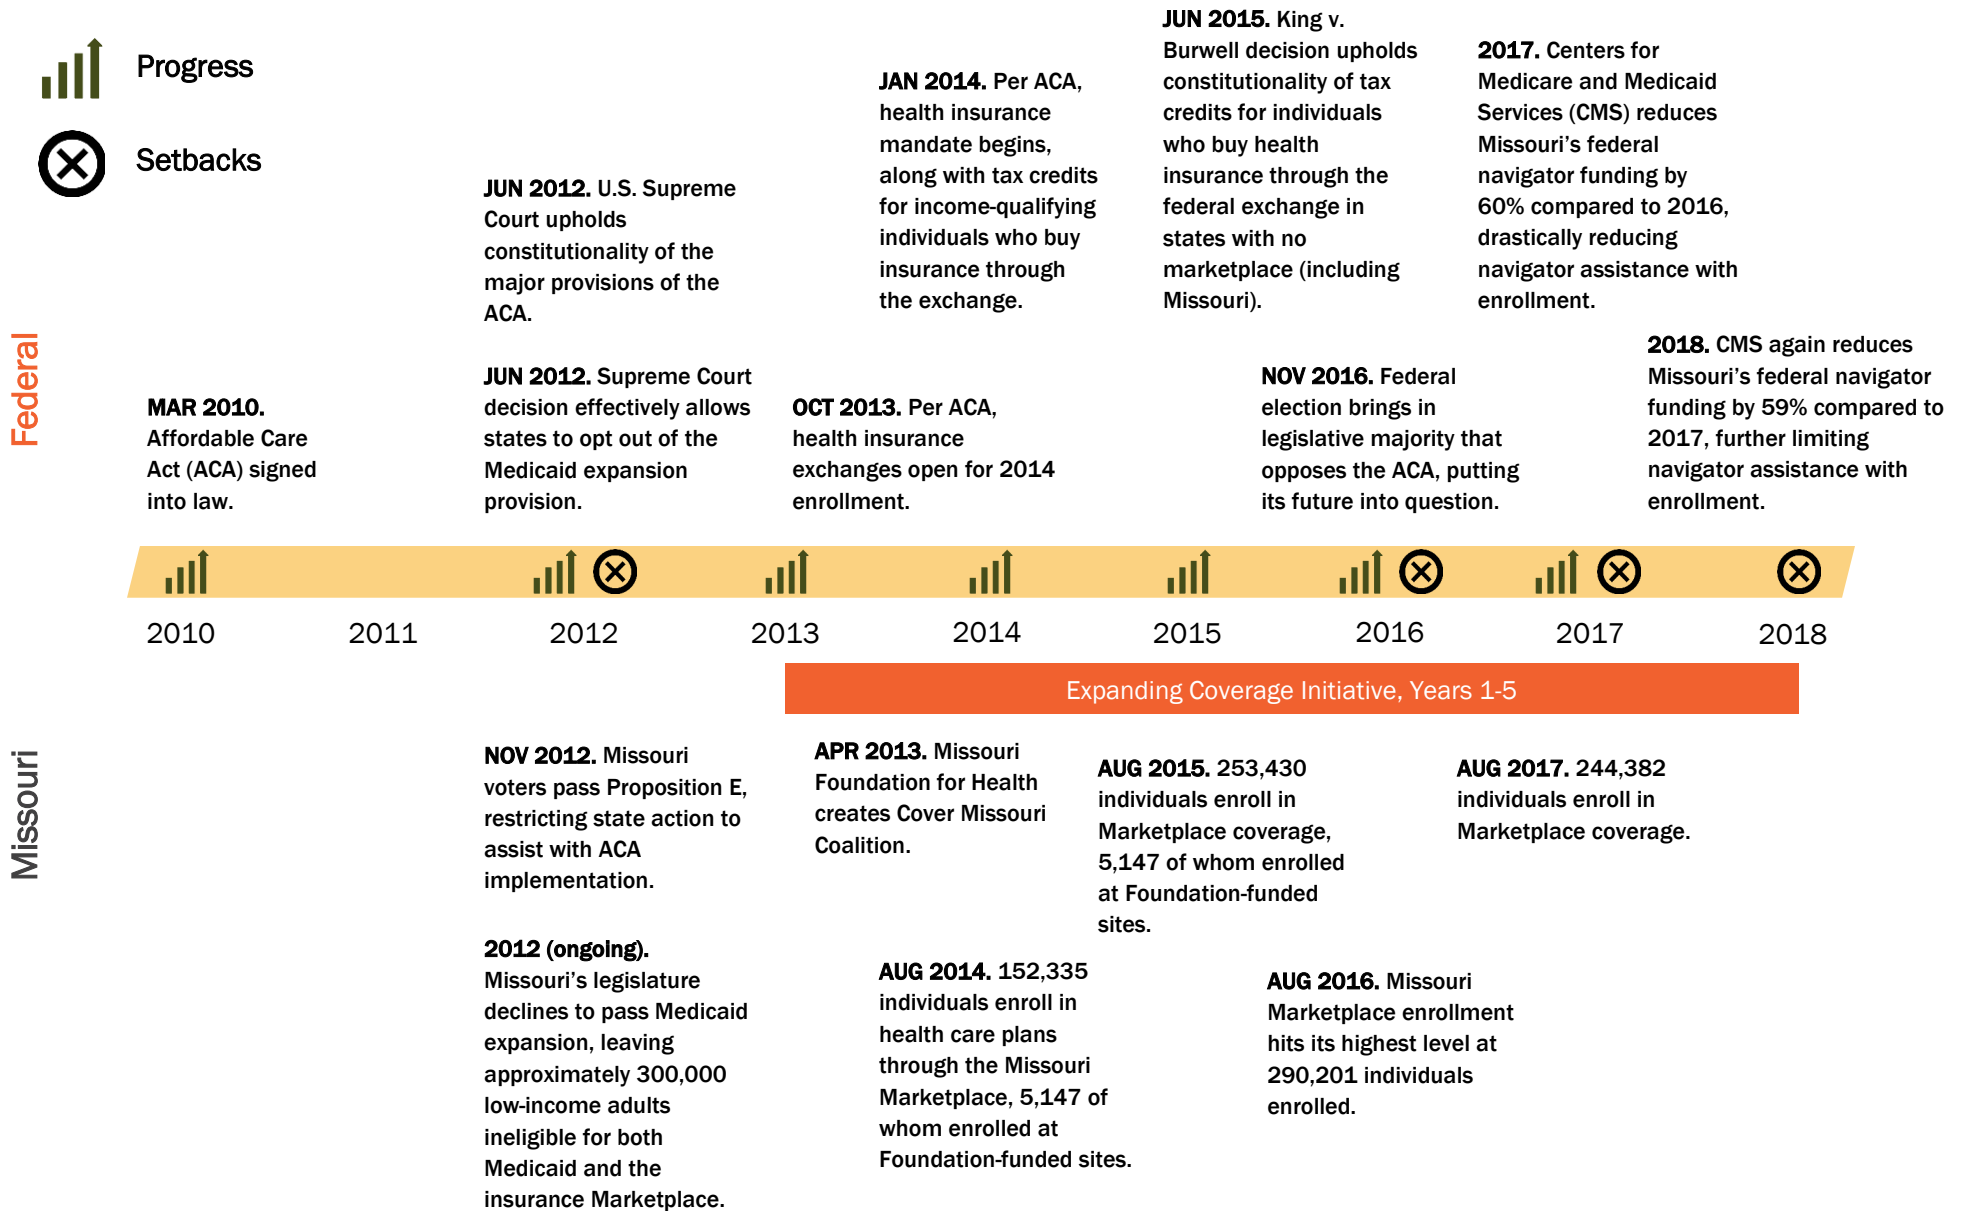 Progress
Setbacks
Federal
MAR 2010.
Affordable Care
Act (ACA) signed
into law.
JUN 2012. U.S. Supreme
Court upholds
constitutionality of the
major provisions of the
ACA.
JUN 2012. Supreme Court
decision effectively allows
states to opt out of the
Medicaid expansion
provision.
OCT 2013. Per ACA,
health insurance
exchanges open for 2014
enrollment.
JAN 2014. Per ACA,
health insurance
mandate begins,
along with tax credits
for income-qualifying
individuals who buy
insurance through
the exchange.
JUN 2015. King v.
Burwell decision upholds
constitutionality of tax
credits for individuals
who buy health
insurance through the
federal exchange in
states with no
marketplace (including
Missouri).
NOV 2016. Federal
election brings in
legislative majority that
opposes the ACA, putting
its future into question.
2017. Centers for
Medicare and Medicaid
Services (CMS) reduces
Missouri’s federal
navigator funding by
60% compared to 2016,
drastically reducing
navigator assistance with
enrollment.
2018. CMS again reduces
Missouri’s federal navigator
funding by 59% compared to
2017, further limiting
navigator assistance with
enrollment.
2010
2011
2012
2013
2014
2015
2016
2017
2018
Expanding Coverage Initiative, Years 1-5
Missouri
NOV 2012. Missouri
voters pass Proposition E,
restricting state action to
assist with ACA
implementation.
2012 (ongoing).
Missouri’s legislature
declines to pass Medicaid
expansion, leaving
approximately 300,000
low-income adults
ineligible for both
Medicaid and the
insurance Marketplace.
APR 2013. Missouri
Foundation for Health
creates Cover Missouri
Coalition.
AUG 2014. 152,335
individuals enroll in
health care plans
through the Missouri
Marketplace, 5,147 of
whom enrolled at
Foundation-funded sites.
AUG 2015. 253,430
individuals enroll in
Marketplace coverage,
5,147 of whom enrolled
at Foundation-funded
sites.
AUG 2016. Missouri
Marketplace enrollment
hits its highest level at
290,201 individuals
enrolled.
AUG 2017. 244,382
individuals enroll in
Marketplace coverage.